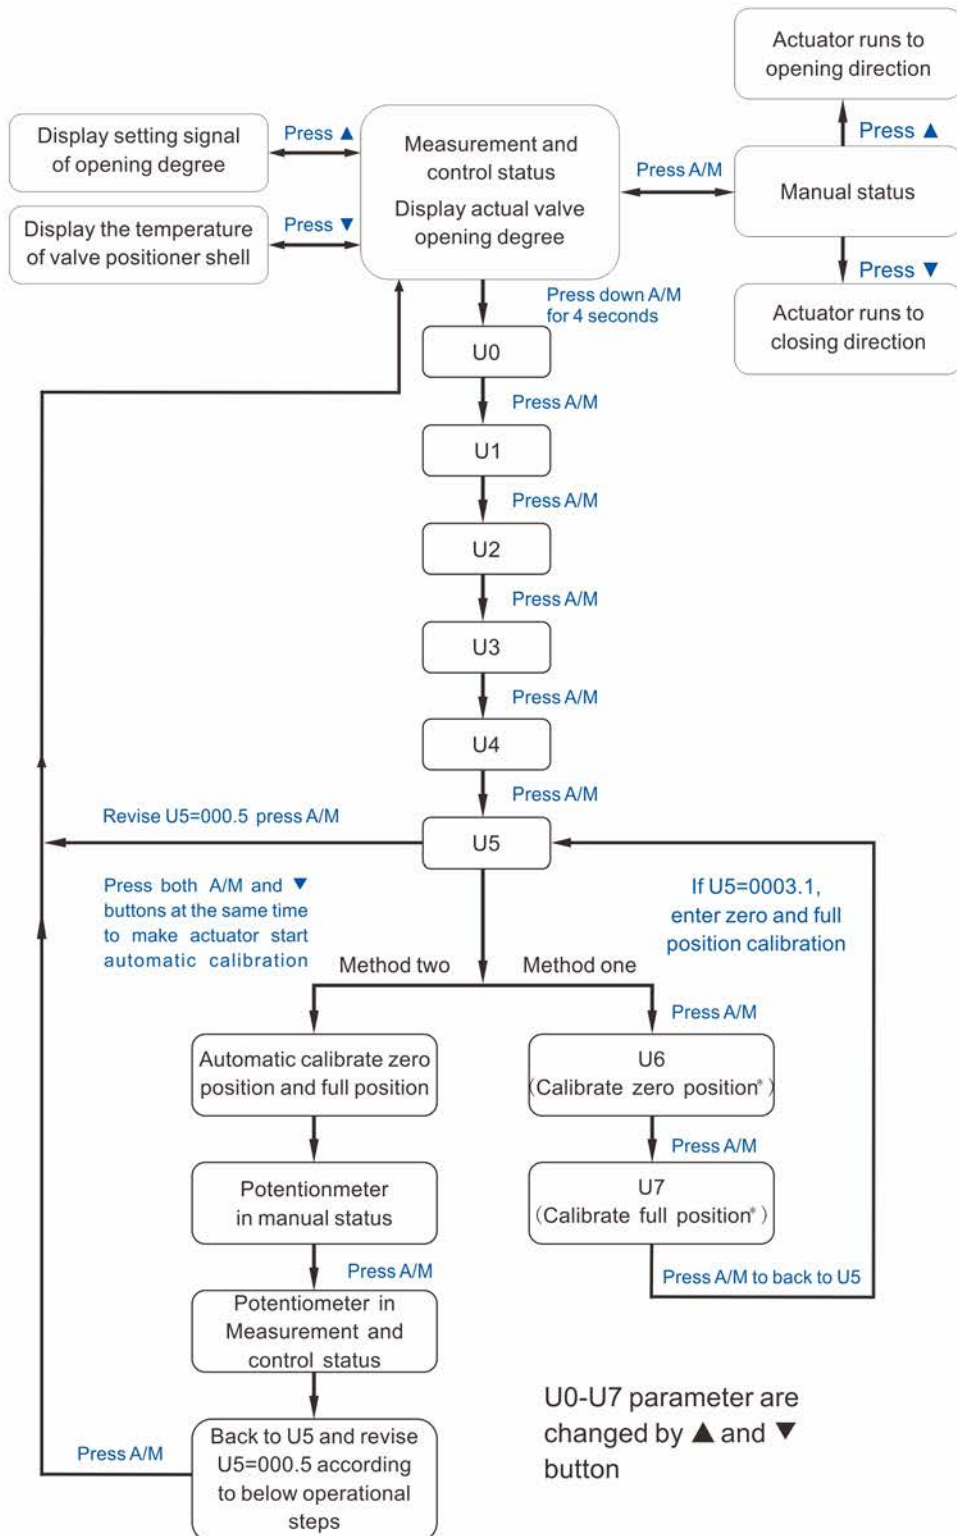 Actuator runs to
opening direction
Press ▲
Display setting signal
of opening degree
Press ▲
Measurement and
control status
Display actual valve
opening degree
Press A/M
Manual status
Display the temperature
of valve positioner shell
Press ▼
Press ▼
Actuator runs to
closing direction
Press down A/M
for 4 seconds
U0
Press A/M
U1
Press A/M
U2
Press A/M
U3
Press A/M
U4
Press A/M
U5
Revise U5=000.5 press A/M
Press both A/M and ▼
buttons at the same time
to make actuator start
automatic calibration
If U5=0003.1,
enter zero and full
position calibration
Method two
Method one
Press A/M
Automatic calibrate zero
position and full position
U6
(Calibrate zero position*)
Press A/M
Potentionmeter
in manual status
U7
(Calibrate full position*)
Press A/M
Press A/M to back to U5
Potentiometer in
Measurement and
control status
Back to U5 and revise
U5=000.5 according
to below operational
steps
Press A/M
U0-U7 parameter are
changed by ▲ and ▼
button